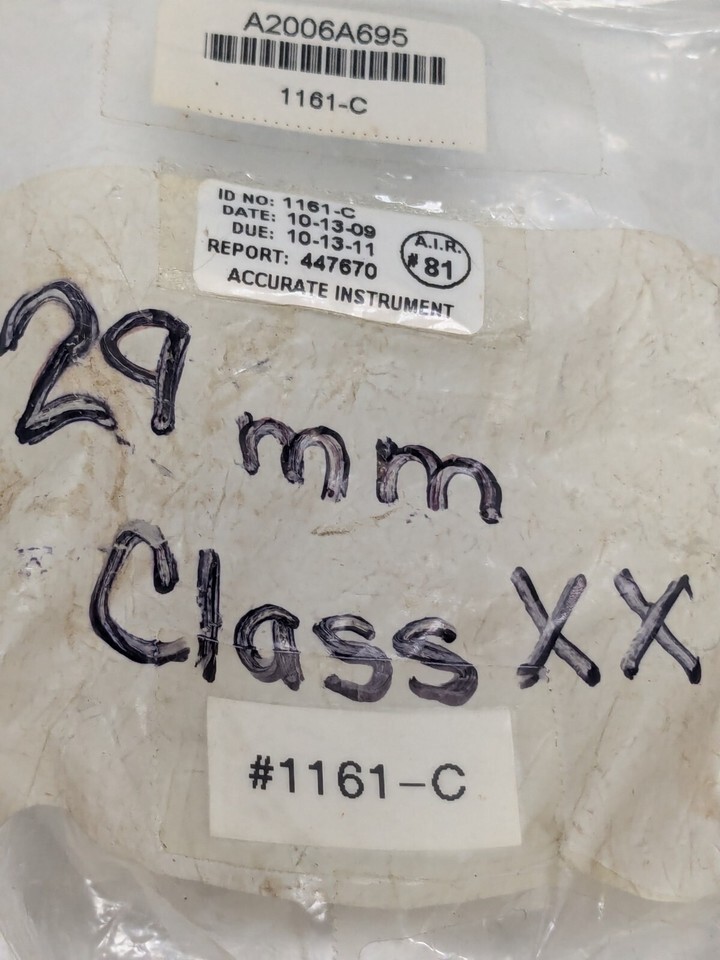 A2006A695
1161-C
ID NO: 1161-C
DATE: 10-13-09
DUE: 10-13-11
REPORT: 447670
A.I.R.
#81
ACCURATE INSTRUMENT
29 mm
Class XX
#1161-C